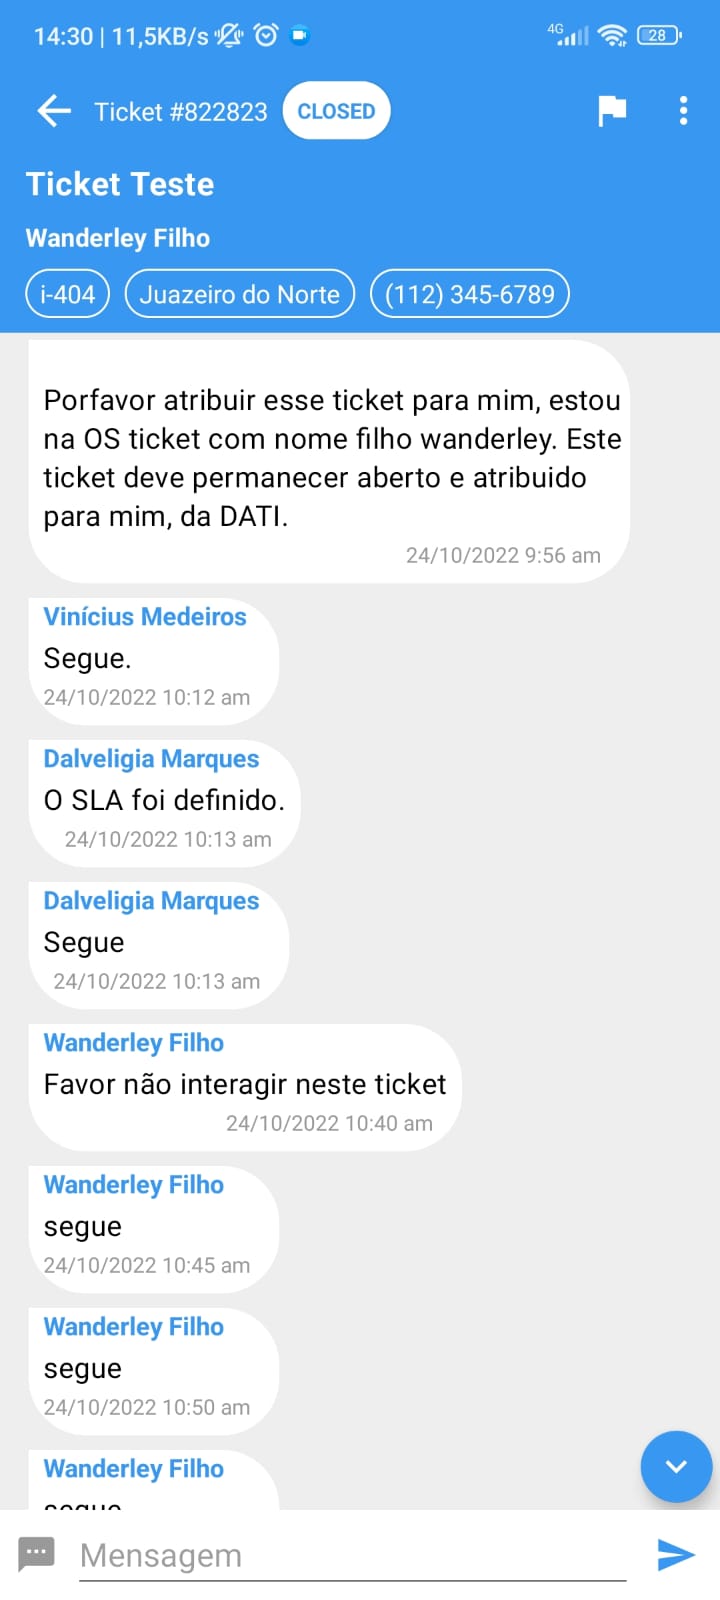 14:30 | 11,5KB/s
4G
28
Ticket #822823 CLOSED
Ticket Teste
Wanderley Filho
i-404 Juazeiro do Norte (112) 345-6789
Porfavor atribuir esse ticket para mim, estou
na OS ticket com nome filho wanderley. Este
ticket deve permanecer aberto e atribuido
para mim, da DATI.
24/10/2022 9:56 am
Vinícius Medeiros
Segue.
24/10/2022 10:12 am
Dalveligia Marques
O SLA foi definido.
24/10/2022 10:13 am
Dalveligia Marques
Segue
24/10/2022 10:13 am
Wanderley Filho
Favor não interagir neste ticket
24/10/2022 10:40 am
Wanderley Filho
segue
24/10/2022 10:45 am
Wanderley Filho
segue
24/10/2022 10:50 am
Wanderley Filho
segue
Mensagem